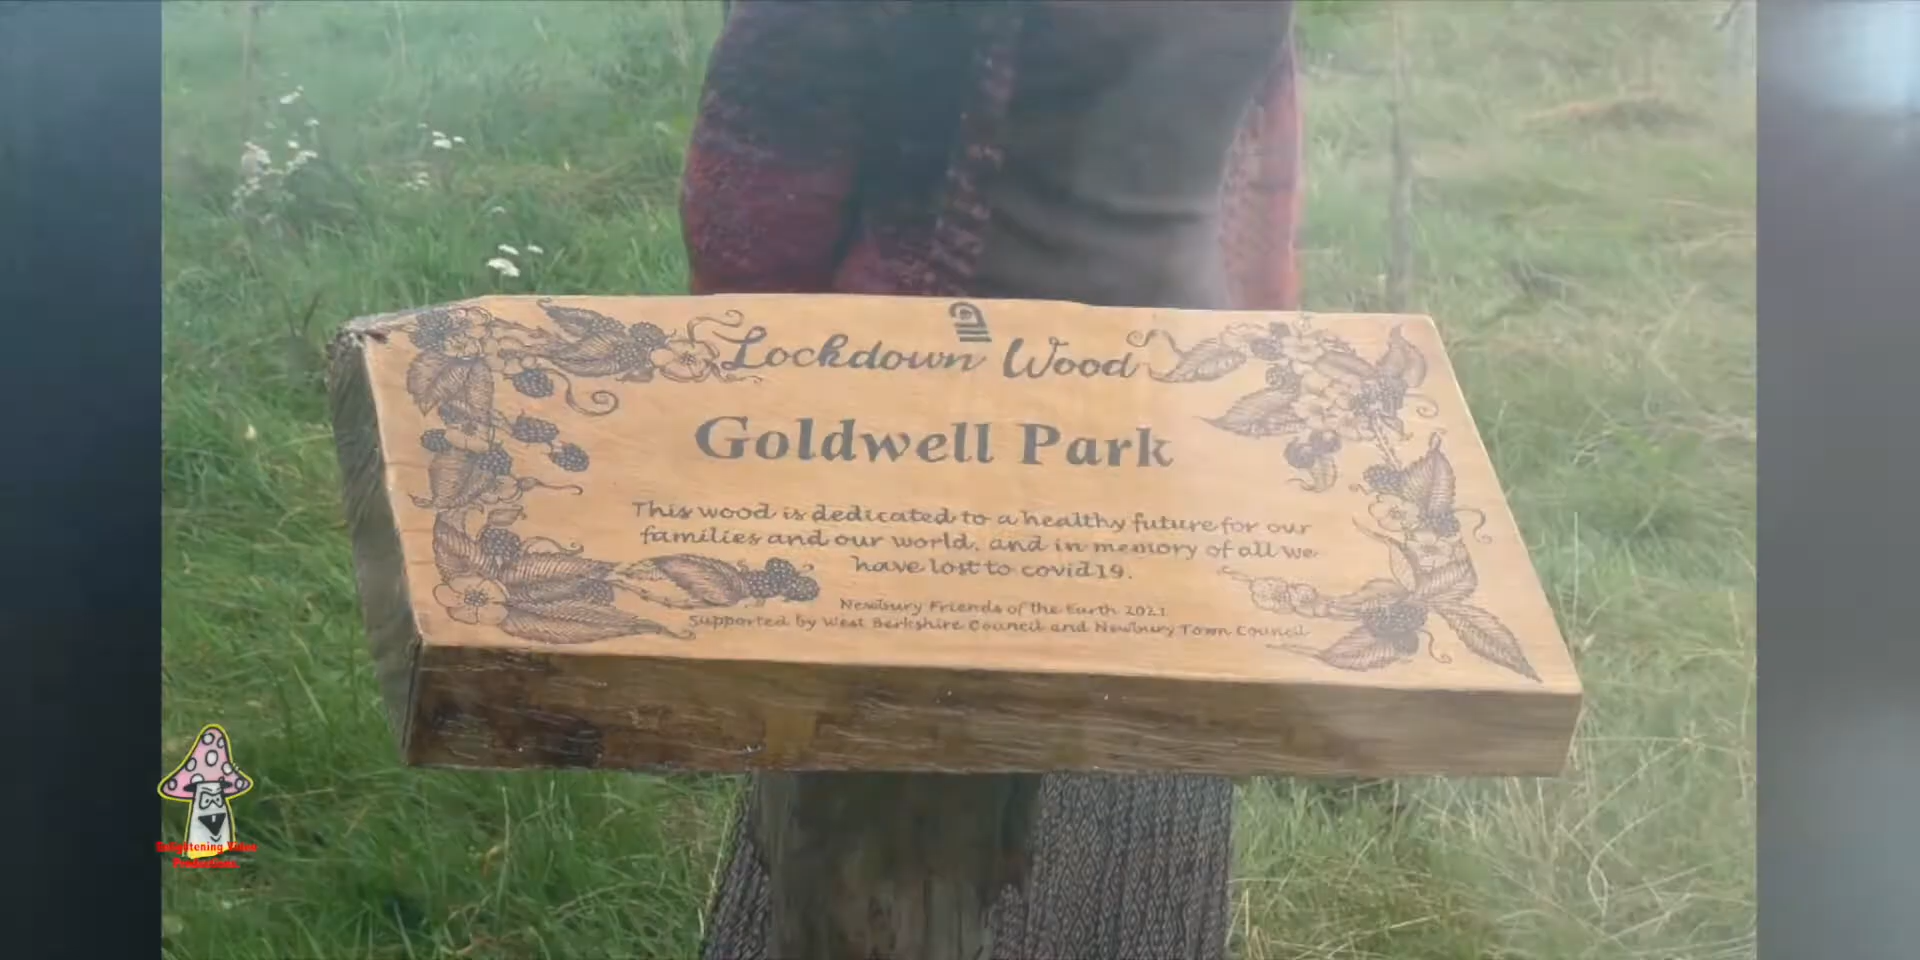 Lockdown Wood
Goldwell Park
This wood is dedicated to a healthy future for our
families and our world, and in memory of all we
have lost to covid19.
Newbury Friends of the Earth 2021
Supported by West Berkshire Council and Newbury Town Council
Enlightening
Productions